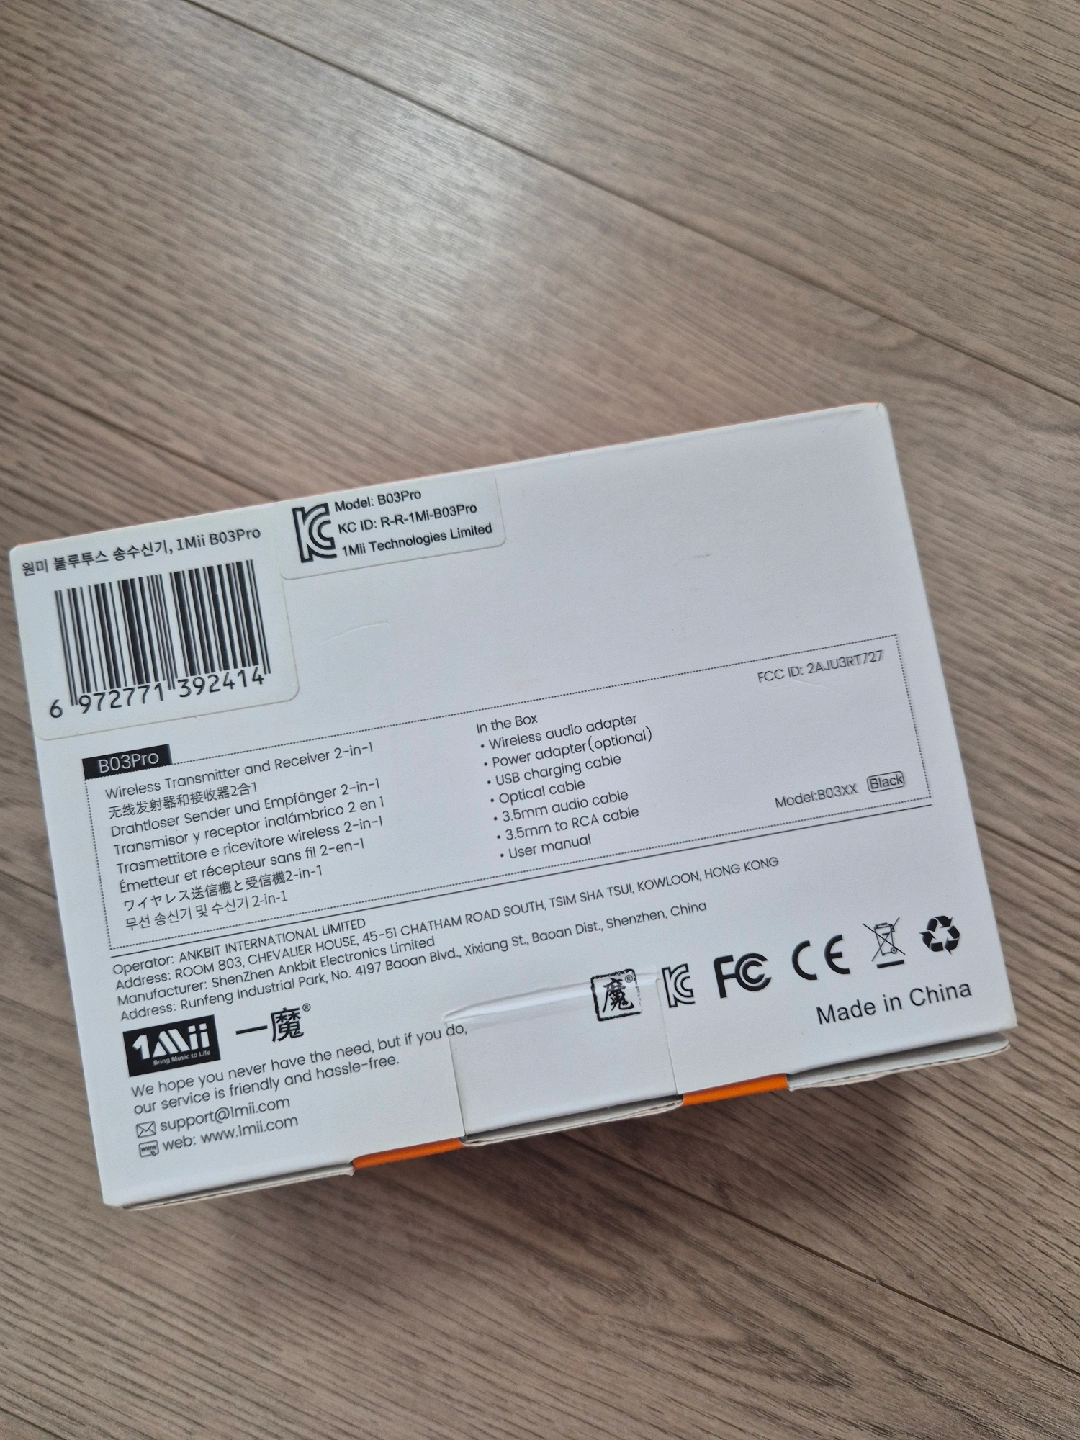 원미 블루투스 송수신기, 1Mii B03Pro
6 972771 392414
Model: B03Pro
KC ID: R-R-1Mi-B03Pro
1Mii Technologies Limited
FCC ID: 2AJU3RT727
B03Pro
Wireless Transmitter and Receiver 2-in-1
无线发射器和接收器2合1
Drahtloser Sender und Empfänger 2-in-1
Transmisor y receptor inalámbrico 2 en 1
Trasmettitore e ricevitore wireless 2-in-1
Émetteur et récepteur sans fil 2-en-1
ワイヤレス送信機と受信機2-in-1
무선 송신기 및 수신기 2-in-1
In the Box
• Wireless audio adapter
• Power adapter(optional)
• USB charging cable
• Optical cable
• 3.5mm audio cable
• 3.5mm to RCA cable
• User manual
Model:B03XX Black
Operator: ANKBIT INTERNATIONAL LIMITED
Address: ROOM 803, CHEVALIER HOUSE, 45-51 CHATHAM ROAD SOUTH, TSIM SHA TSUI, KOWLOON, HONG KONG
Manufacturer: ShenZhen Ankbit Electronics Limited
Address: Runfeng Industrial Park, No. 4197 Baoan Blvd., Xixiang St., Baoan Dist., Shenzhen, China
1Mii
Bring Music to Life
一魔®
魔®
FC CE
Made in China
We hope you never have the need, but if you do,
our service is friendly and hassle-free.
support@1mii.com
www web: www.1mii.com